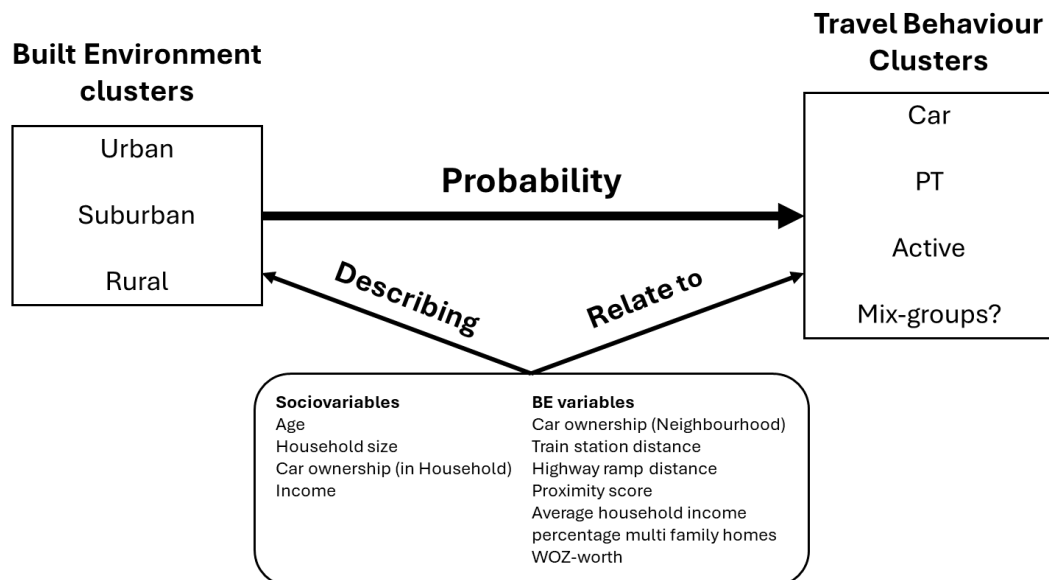 Built Environment
clusters
Urban
Suburban
Rural
Probability
Describing
Relate to
Travel Behaviour
Clusters
Car
PT
Active
Mix-groups?
Sociovariables
Age
Household size
Car ownership (in Household)
Income
BE variables
Car ownership (Neighbourhood)
Train station distance
Highway ramp distance
Proximity score
Average household income
percentage multi family homes
WOZ-worth